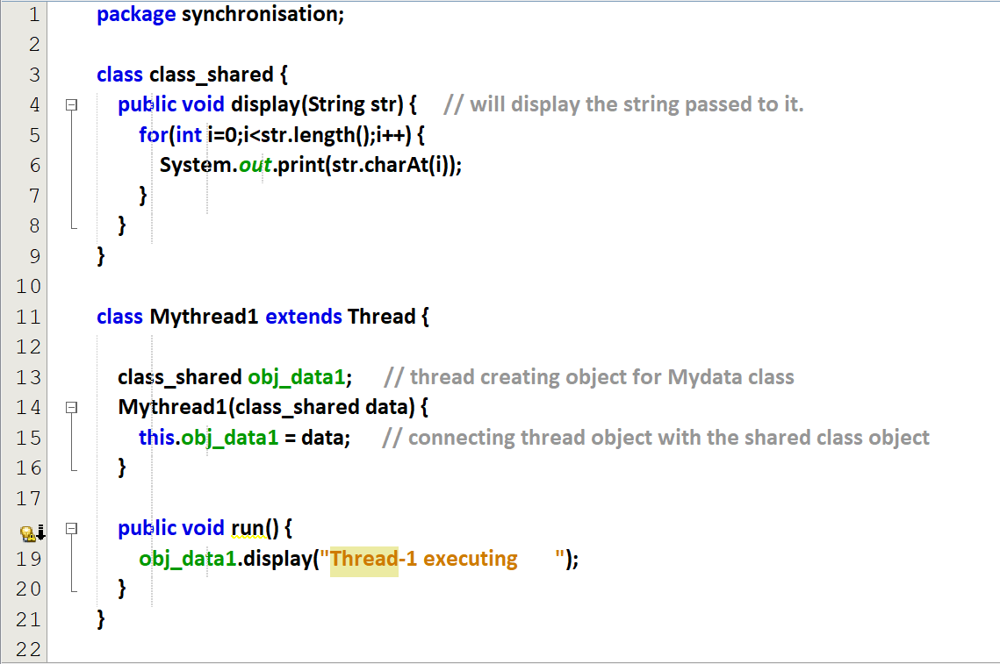 1 package synchronisation;
2
3 class class_shared {
4 public void display(String str) { // will display the string passed to it.
5 for(int i=0;i<str.length();i++) {
6 System.out.print(str.charAt(i));
7 }
8 }
9 }
10
11 class Mythread1 extends Thread {
12
13 class_shared obj_data1; // thread creating object for Mydata class
14 Mythread1(class_shared data) {
15 this.obj_data1 = data; // connecting thread object with the shared class object
16 }
17
public void run() {
19 obj_data1.display("Thread-1 executing      ");
20 }
21 }
22